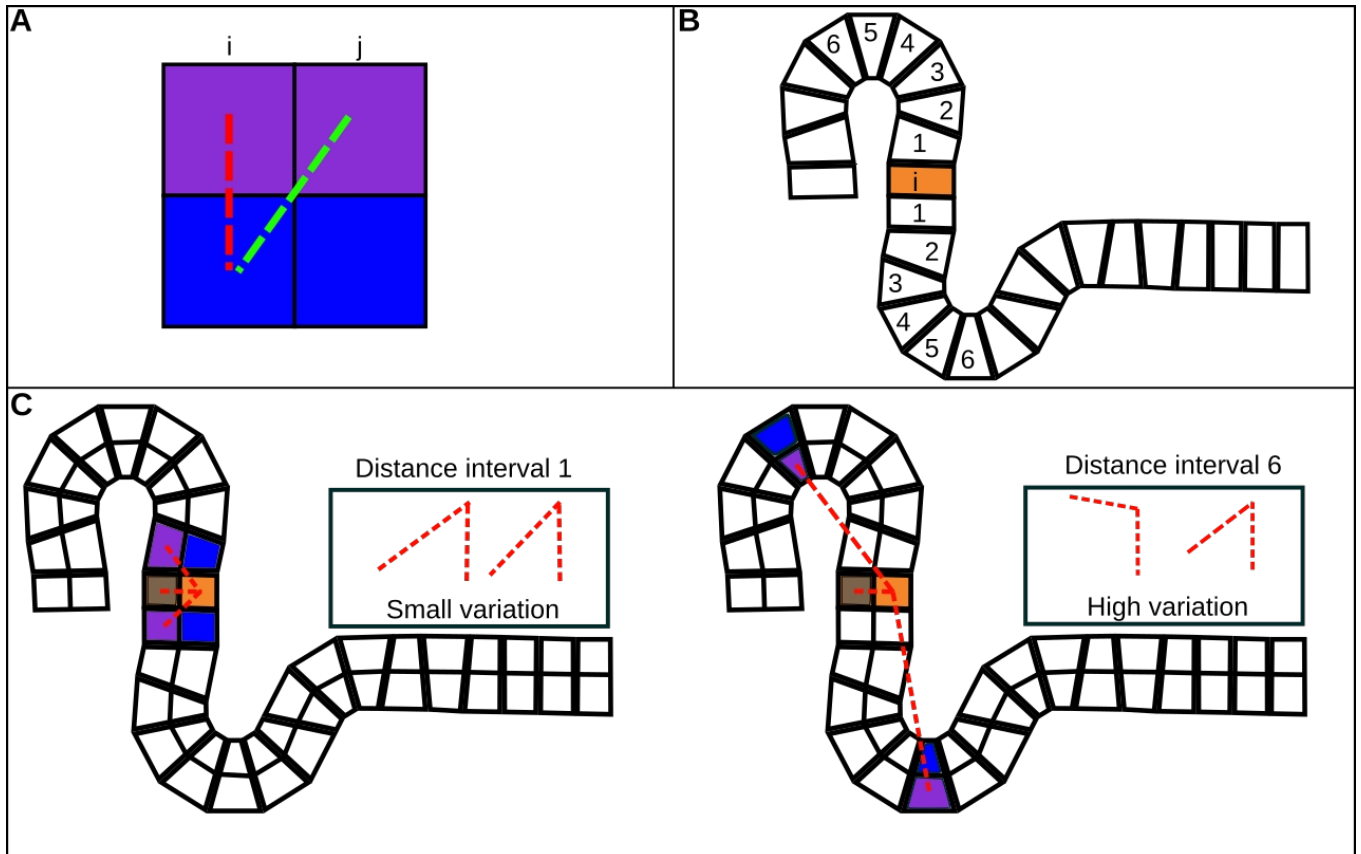 A
i j
B
6 5 4
3
2
1
i
1
2
3
4
5
6
C
Distance interval 1
Small variation
Distance interval 6
High variation